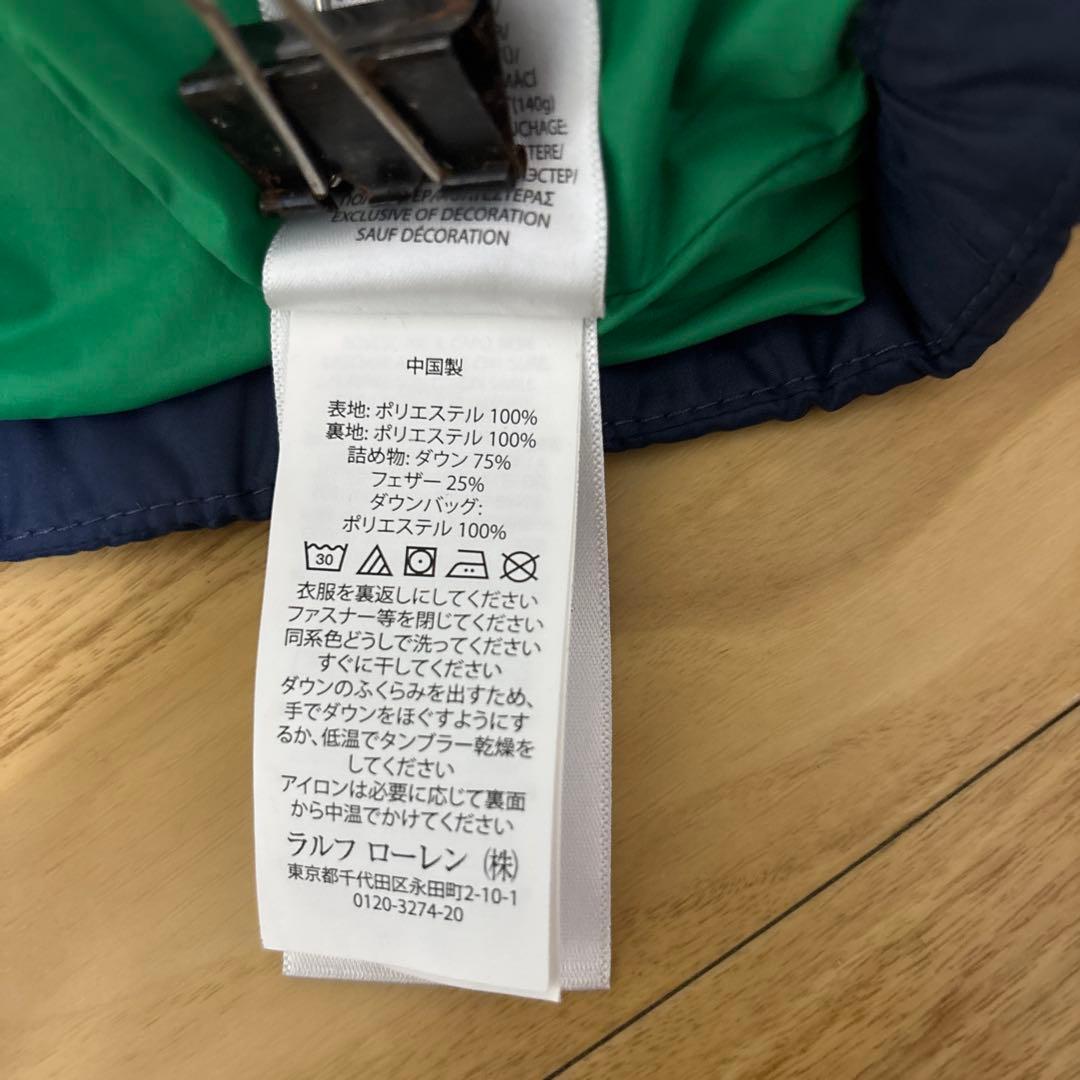 (140g)
EXCLUSIVE OF DECORATION
SAUF DÉCORATION
中国製
表地: ポリエステル 100%
裏地: ポリエステル 100%
詰め物: ダウン 75%
フェザー 25%
ダウンバッグ:
ポリエステル 100%
30
衣服を裏返しにしてください
ファスナー等を閉じてください
同系色どうしで洗ってください
すぐに干してください
ダウンのふくらみを出すため、
手でダウンをほぐすようにす
るか、低温でタンブラー乾燥を
してください
アイロンは必要に応じて裏面
から中温でかけてください
ラルフ ローレン ㈱
東京都千代田区永田町2-10-1
0120-3274-20